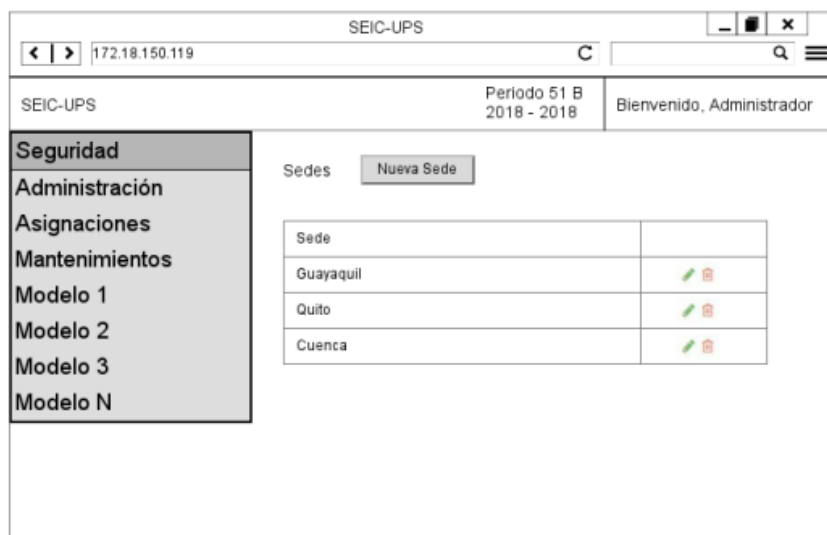 SEIC-UPS
172.18.150.119
SEIC-UPS
Periodo 51 B
2018 - 2018
Bienvenido, Administrador
Seguridad
Administración
Asignaciones
Mantenimientos
Modelo 1
Modelo 2
Modelo 3
Modelo N
Sedes
Nueva Sede
Sede
Guayaquil
Quito
Cuenca